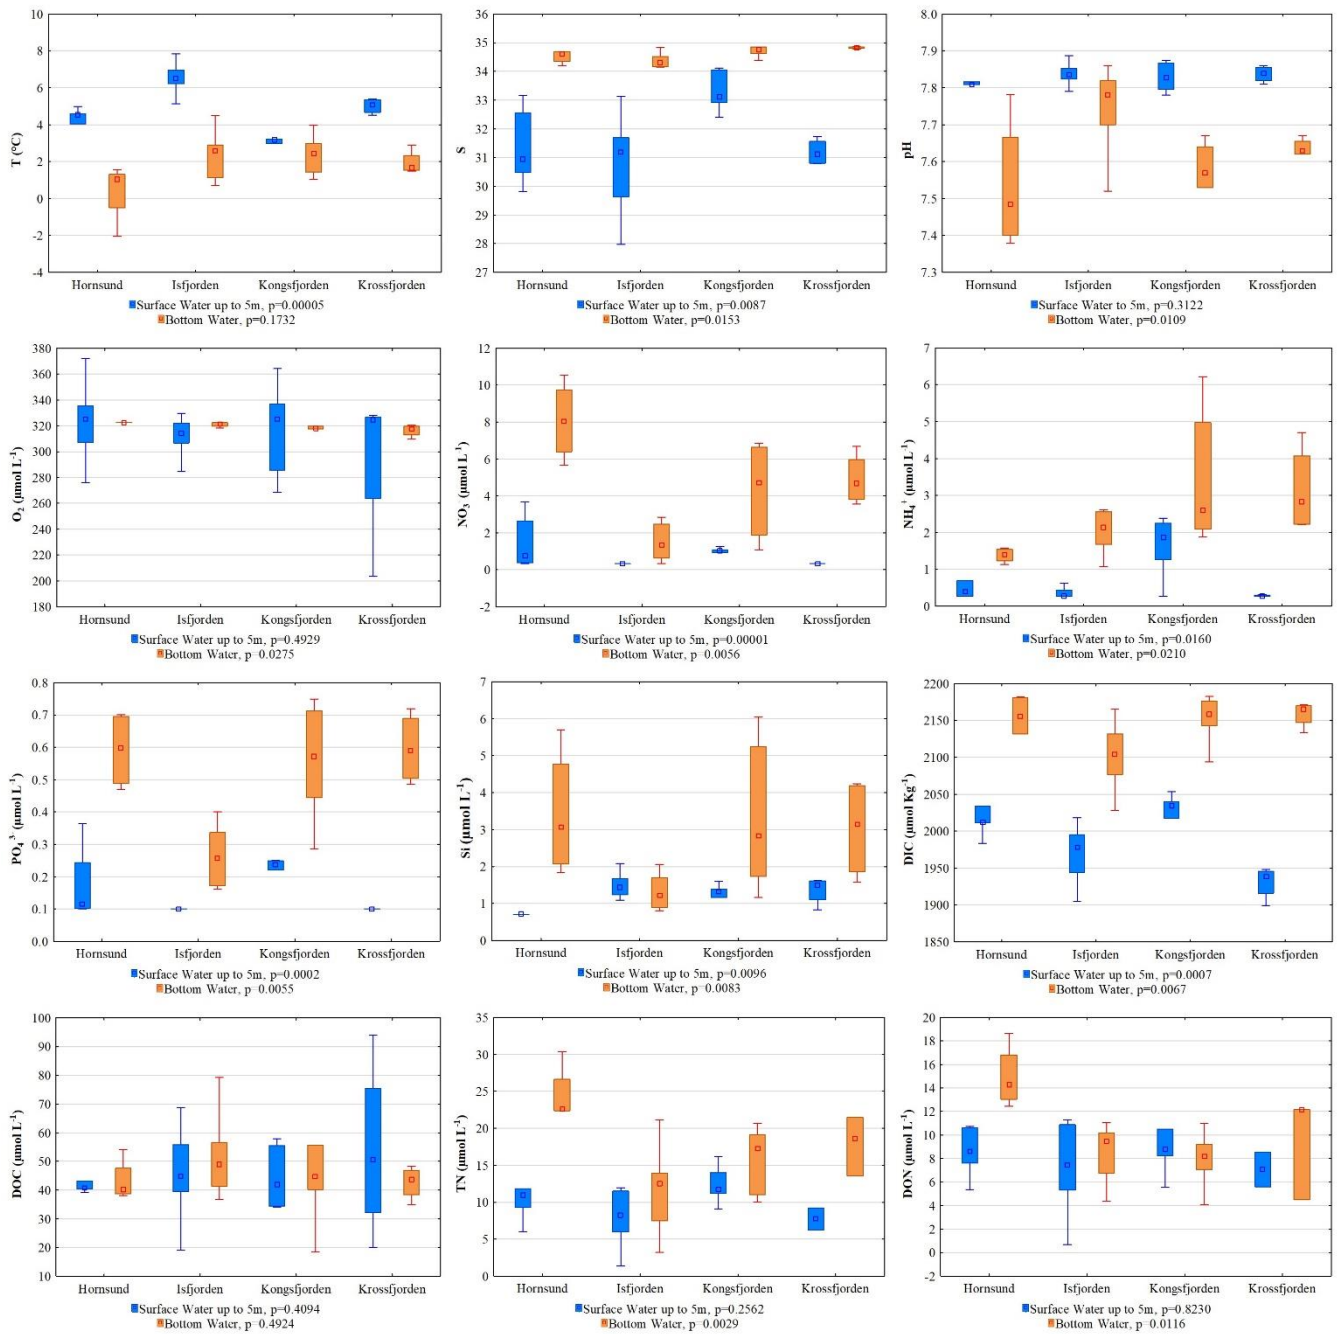 10
8
6
4
2
0
-2
-4
T (°C)
Hornsund Isfjorden Kongsfjorden Krossfjorden
Surface Water up to 5m, p=0.00005
Bottom Water, p=0.1732
36
35
34
33
32
31
30
29
28
27
S
Hornsund Isfjorden Kongsfjorden Krossfjorden
Surface Water up to 5m, p=0.0087
Bottom Water, p=0.0153
8.0
7.9
7.8
7.7
7.6
7.5
7.4
7.3
pH
Hornsund Isfjorden Kongsfjorden Krossfjorden
Surface Water up to 5m, p=0.3122
Bottom Water, p=0.0109
380
360
340
320
300
280
260
240
220
200
180
O₂ (μmol L⁻¹)
Hornsund Isfjorden Kongsfjorden Krossfjorden
Surface Water up to 5m, p=0.4929
Bottom Water, p=0.0275
12
10
8
6
4
2
0
-2
NO₃⁻ (μmol L⁻¹)
Hornsund Isfjorden Kongsfjorden Krossfjorden
Surface Water up to 5m, p=0.00001
Bottom Water, p=0.0056
7
6
5
4
3
2
1
0
NH₄⁺ (μmol L⁻¹)
Hornsund Isfjorden Kongsfjorden Krossfjorden
Surface Water up to 5m, p=0.0160
Bottom Water, p=0.0210
0.8
0.7
0.6
0.5
0.4
0.3
0.2
0.1
0.0
PO₄³⁻ (μmol L⁻¹)
Hornsund Isfjorden Kongsfjorden Krossfjorden
Surface Water up to 5m, p=0.0002
Bottom Water, p=0.0055
7
6
5
4
3
2
1
0
Si (μmol L⁻¹)
Hornsund Isfjorden Kongsfjorden Krossfjorden
Surface Water up to 5m, p=0.0096
Bottom Water, p=0.0083
2200
2150
2100
2050
2000
1950
1900
1850
DIC (μmol Kg⁻¹)
Hornsund Isfjorden Kongsfjorden Krossfjorden
Surface Water up to 5m, p=0.0007
Bottom Water, p=0.0067
100
90
80
70
60
50
40
30
20
10
DOC (μmol L⁻¹)
Hornsund Isfjorden Kongsfjorden Krossfjorden
Surface Water up to 5m, p=0.4094
Bottom Water, p=0.4924
35
30
25
20
15
10
5
0
TN (μmol L⁻¹)
Hornsund Isfjorden Kongsfjorden Krossfjorden
Surface Water up to 5m, p=0.2562
Bottom Water, p=0.0029
20
18
16
14
12
10
8
6
4
2
0
-2
DON (μmol L⁻¹)
Hornsund Isfjorden Kongsfjorden Krossfjorden
Surface Water up to 5m, p=0.8230
Bottom Water, p=0.0116